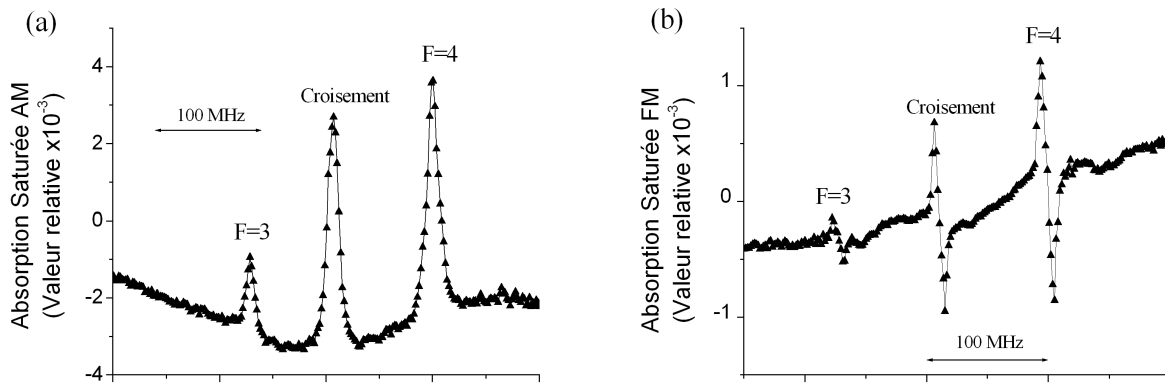 (a)
Absorption Saturée AM
(Valeur relative x10⁻³)
4
2
0
-2
-4
100 MHz
F=3
Croisement
F=4
(b)
Absorption Saturée FM
(Valeur relative x10⁻³)
1
0
-1
F=3
Croisement
F=4
100 MHz